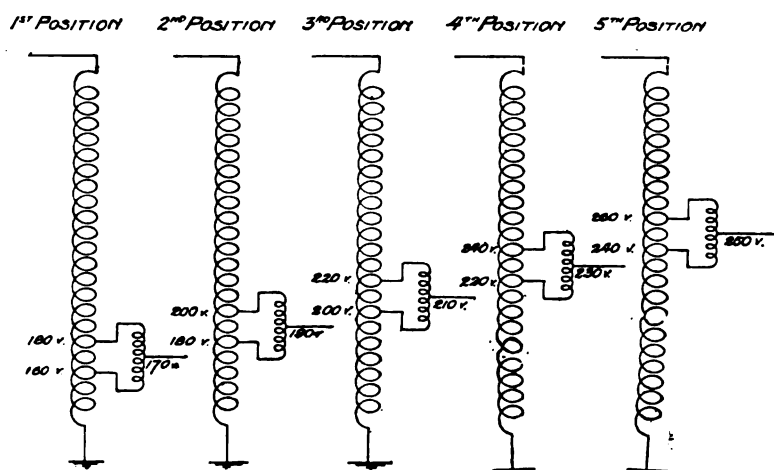 1ST POSITION
180 v.
160 v.
170 v.
2ND POSITION
200 v.
180 v.
190 v.
3RD POSITION
220 v.
200 v.
210 v.
4TH POSITION
240 v.
220 v.
230 v.
5TH POSITION
260 v.
240 v.
250 v.